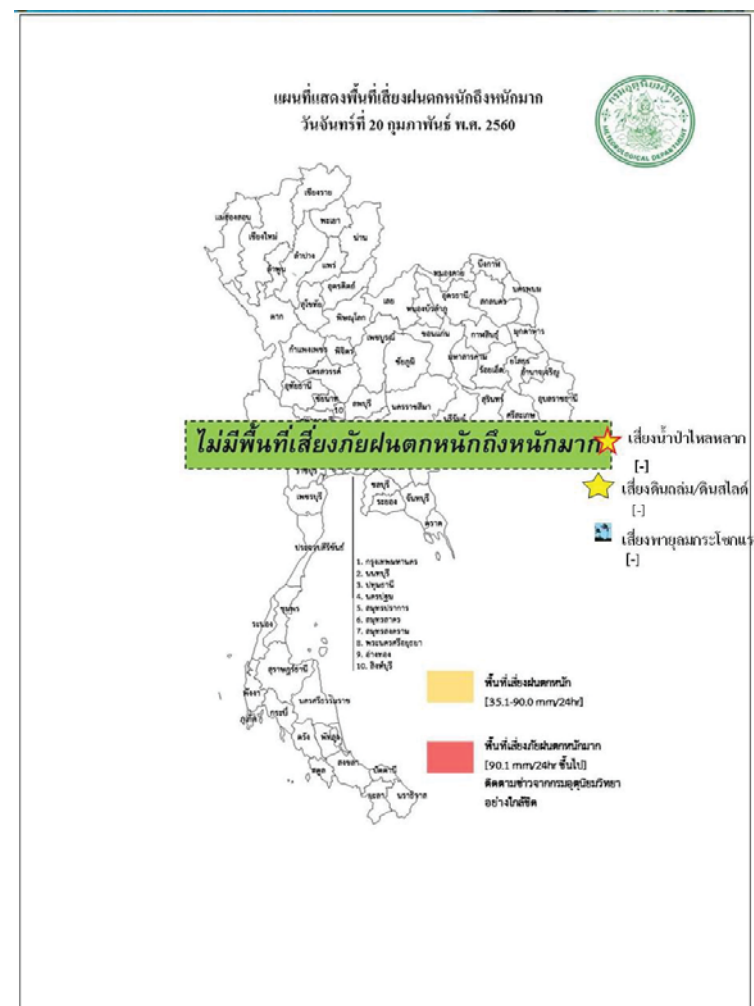 แผนที่แสดงพื้นที่เสี่ยงฝนตกหนักถึงหนักมาก
วันจันทร์ที่ 20 กุมภาพันธ์ พ.ศ. 2560
กรมอุตุนิยมวิทยา
METEOROLOGICAL DEPARTMENT
เชียงราย
แม่ฮ่องสอน
พะเยา
เชียงใหม่
น่าน
ลำปาง
แพร่
ลำพูน
บึงกาฬ
หนองคาย
อุตรดิตถ์
เลย
อุดรธานี
นครพนม
สกลนคร
สุโขทัย
หนองบัวลำภู
ตาก
พิษณุโลก
ขอนแก่น
กาฬสินธุ์
มุกดาหาร
เพชรบูรณ์
กำแพงเพชร
พิจิตร
ชัยภูมิ
มหาสารคาม
ยโสธร
ร้อยเอ็ด
อำนาจเจริญ
นครสวรรค์
อุทัยธานี
ชัยนาท
ลพบุรี
นครราชสีมา
สุรินทร์
อุบลราชธานี
10
ศรีสะเกษ
ไม่มีพื้นที่เสี่ยงภัยฝนตกหนักถึงหนักมาก
เสี่ยงน้ำป่าไหลหลาก
[-]
เสี่ยงดินถล่ม/ดินสไลด์
[-]
เสี่ยงพายุลมกระโชกแร
[-]
ราชบุรี
ชลบุรี
เพชรบุรี
ระยอง
จันทบุรี
ตราด
ประจวบคีรีขันธ์
1. กรุงเทพมหานคร
2. นนทบุรี
3. ปทุมธานี
4. นครปฐม
5. สมุทรปราการ
6. สมุทรสาคร
7. สมุทรสงคราม
8. พระนครศรีอยุธยา
9. อ่างทอง
10. สิงห์บุรี
ชุมพร
ระนอง
สุราษฎร์ธานี
พังงา
นครศรีธรรมราช
กระบี่
ภูเก็ต
ตรัง
พัทลุง
สงขลา
สตูล
ปัตตานี
ยะลา
นราธิวาส
พื้นที่เสี่ยงฝนตกหนัก
[35.1-90.0 mm/24hr]
พื้นที่เสี่ยงภัยฝนตกหนักมาก
[90.1 mm/24hr ขึ้นไป]
ติดตามข่าวจากกรมอุตุนิยมวิทยา
อย่างใกล้ชิด